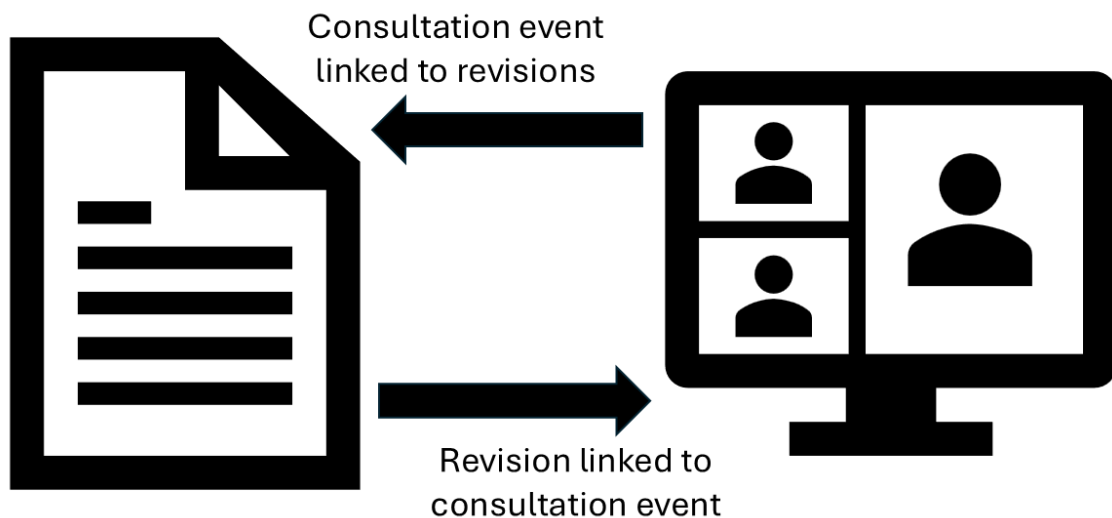 Consultation event
linked to revisions
Revision linked to
consultation event